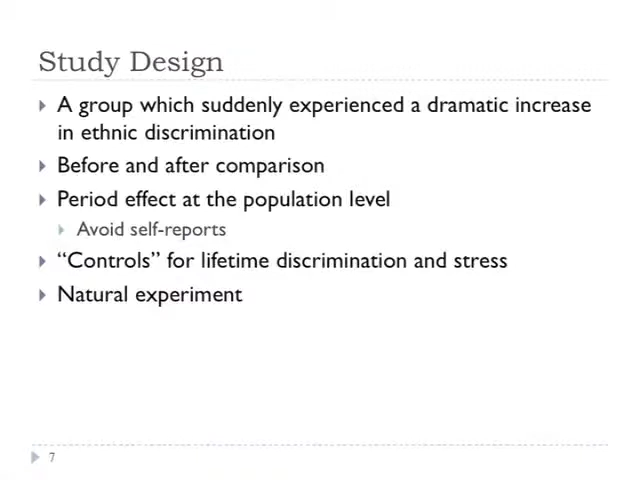 Study Design
A group which suddenly experienced a dramatic increase
in ethnic discrimination
Before and after comparison
Period effect at the population level
Avoid self-reports
“Controls” for lifetime discrimination and stress
Natural experiment
7